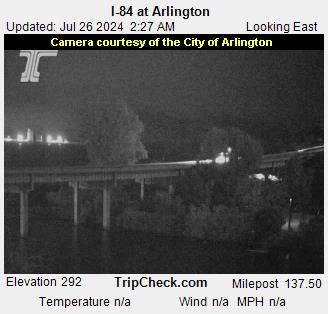 I-84 at Arlington
Updated: Jul 26 2024 2:27 AM Looking East
Camera courtesy of the City of Arlington
Elevation 292 TripCheck.com Milepost 137.50
Temperature n/a Wind n/a MPH n/a